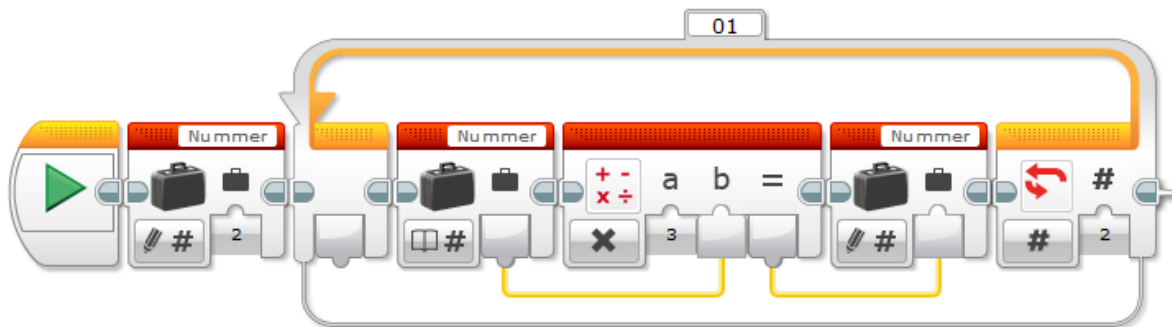 01
Nummer
# 2
Nummer
#
+ -
x ÷
a b =
3
Nummer
# 
#
# 2